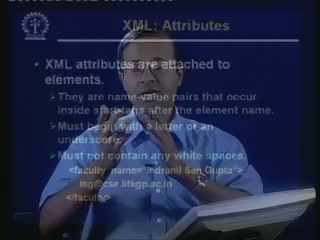 XML: Attributes
• XML attributes are attached to
elements.
➢They are name-value pairs that occur
inside start-tags after the element name.
➢Must begin with a letter or an
underscore.
➢Must not contain any white spaces.
<faculty name="Indranil Sen Gupta">
isg@cse.iitkgp.ac.in
</faculty>